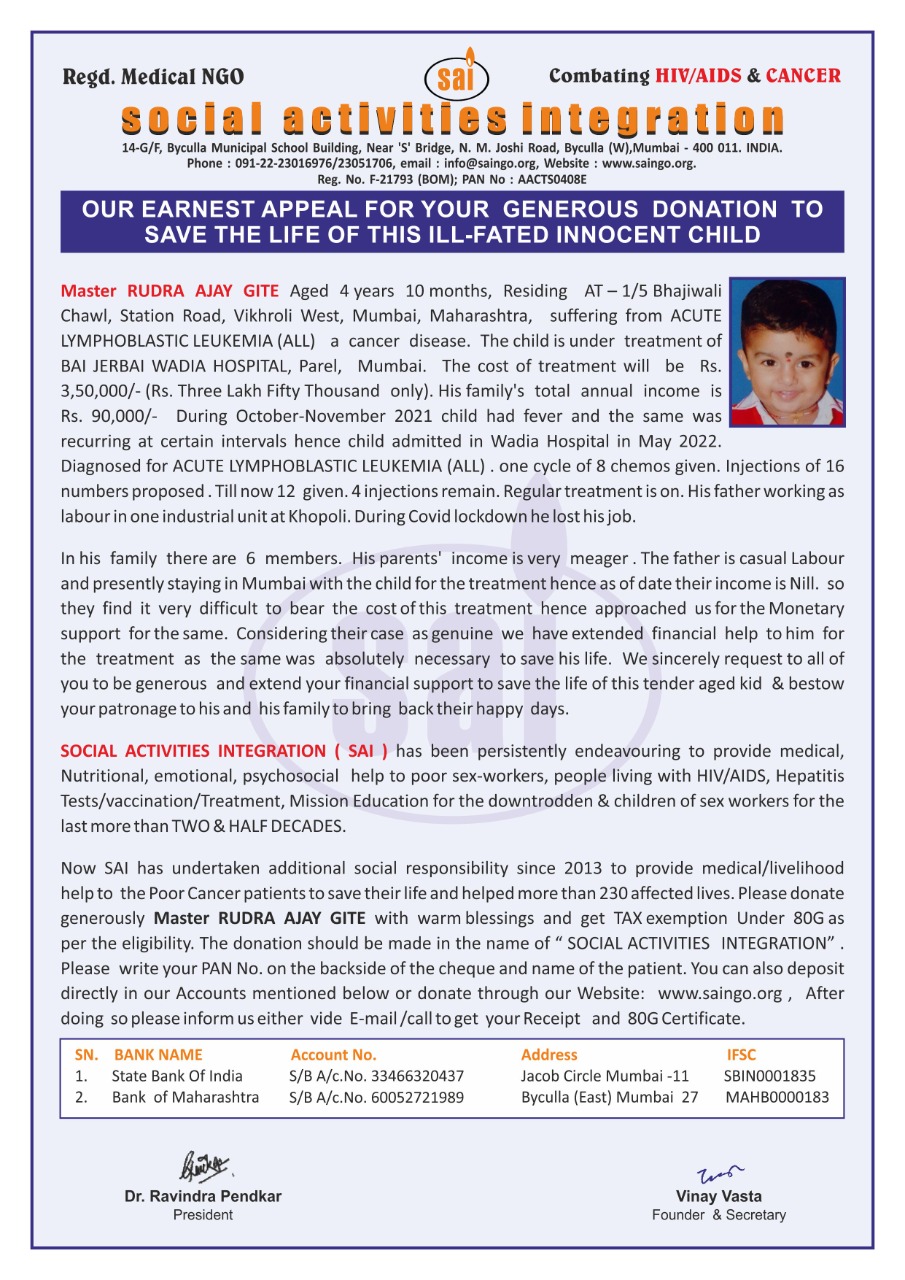 Regd. Medical NGO
sai
Combating HIV/AIDS & CANCER
social activities integration
14-G/F, Byculla Municipal School Building, Near 'S' Bridge, N. M. Joshi Road, Byculla (W),Mumbai - 400 011. INDIA.
Phone : 091-22-23016976/23051706, email : info@saingo.org, Website : www.saingo.org.
Reg. No. F-21793 (BOM); PAN No : AACTS0408E
OUR EARNEST APPEAL FOR YOUR GENEROUS DONATION TO
SAVE THE LIFE OF THIS ILL-FATED INNOCENT CHILD
Master RUDRA AJAY GITE Aged 4 years 10 months, Residing AT – 1/5 Bhajiwali
Chawl, Station Road, Vikhroli West, Mumbai, Maharashtra, suffering from ACUTE
LYMPHOBLASTIC LEUKEMIA (ALL) a cancer disease. The child is under treatment of
BAI JERBAI WADIA HOSPITAL, Parel, Mumbai. The cost of treatment will be Rs.
3,50,000/- (Rs. Three Lakh Fifty Thousand only). His family's total annual income is
Rs. 90,000/- During October-November 2021 child had fever and the same was
recurring at certain intervals hence child admitted in Wadia Hospital in May 2022.
Diagnosed for ACUTE LYMPHOBLASTIC LEUKEMIA (ALL) . one cycle of 8 chemos given. Injections of 16
numbers proposed . Till now 12 given. 4 injections remain. Regular treatment is on. His father working as
labour in one industrial unit at Khopoli. During Covid lockdown he lost his job.
In his family there are 6 members. His parents' income is very meager . The father is casual Labour
and presently staying in Mumbai with the child for the treatment hence as of date their income is Nill. so
they find it very difficult to bear the cost of this treatment hence approached us for the Monetary
support for the same. Considering their case as genuine we have extended financial help to him for
the treatment as the same was absolutely necessary to save his life. We sincerely request to all of
you to be generous and extend your financial support to save the life of this tender aged kid & bestow
your patronage to his and his family to bring back their happy days.
SOCIAL ACTIVITIES INTEGRATION ( SAI ) has been persistently endeavouring to provide medical,
Nutritional, emotional, psychosocial help to poor sex-workers, people living with HIV/AIDS, Hepatitis
Tests/vaccination/Treatment, Mission Education for the downtrodden & children of sex workers for the
last more than TWO & HALF DECADES.
Now SAI has undertaken additional social responsibility since 2013 to provide medical/livelihood
help to the Poor Cancer patients to save their life and helped more than 230 affected lives. Please donate
generously Master RUDRA AJAY GITE with warm blessings and get TAX exemption Under 80G as
per the eligibility. The donation should be made in the name of “ SOCIAL ACTIVITIES INTEGRATION” .
Please write your PAN No. on the backside of the cheque and name of the patient. You can also deposit
directly in our Accounts mentioned below or donate through our Website: www.saingo.org , After
doing so please inform us either vide E-mail /call to get your Receipt and 80G Certificate.
SN. BANK NAME Account No. Address IFSC
1. State Bank Of India S/B A/c.No. 33466320437 Jacob Circle Mumbai -11 SBIN0001835
2. Bank of Maharashtra S/B A/c.No. 60052721989 Byculla (East) Mumbai 27 MAHB0000183
Dr. Ravindra Pendkar
President
Vinay Vasta
Founder & Secretary